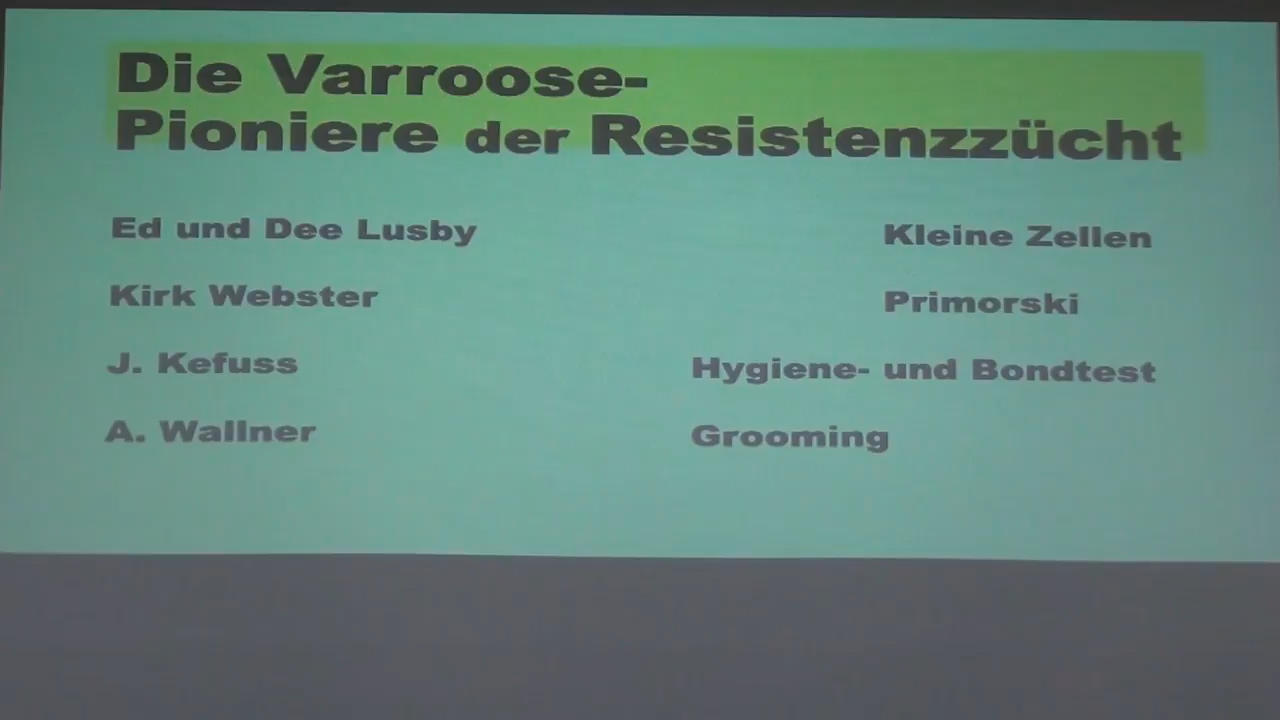 Die Varroose-
Pioniere der Resistenzzücht
Ed und Dee Lusby Kleine Zellen
Kirk Webster Primorski
J. Kefuss Hygiene- und Bondtest
A. Wallner Grooming